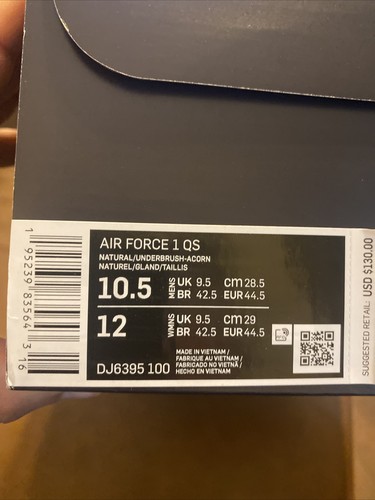 AIR FORCE 1 QS
NATURAL/UNDERBRUSH-ACORN
NATUREL/GLAND/TAILLIS
10.5 MENS UK 9.5 cm 28.5
BR 42.5 EUR 44.5
12 WMNS UK 9.5 cm 29
BR 42.5 EUR 44.5
DJ6395 100
MADE IN VIETNAM /
FABRIQUE AU VIETNAM /
FABRICADO NO VIETNÃ /
HECHO EN VIETNAM
1 95239 83564 3 16
SUGGESTED RETAIL: USD $130.00